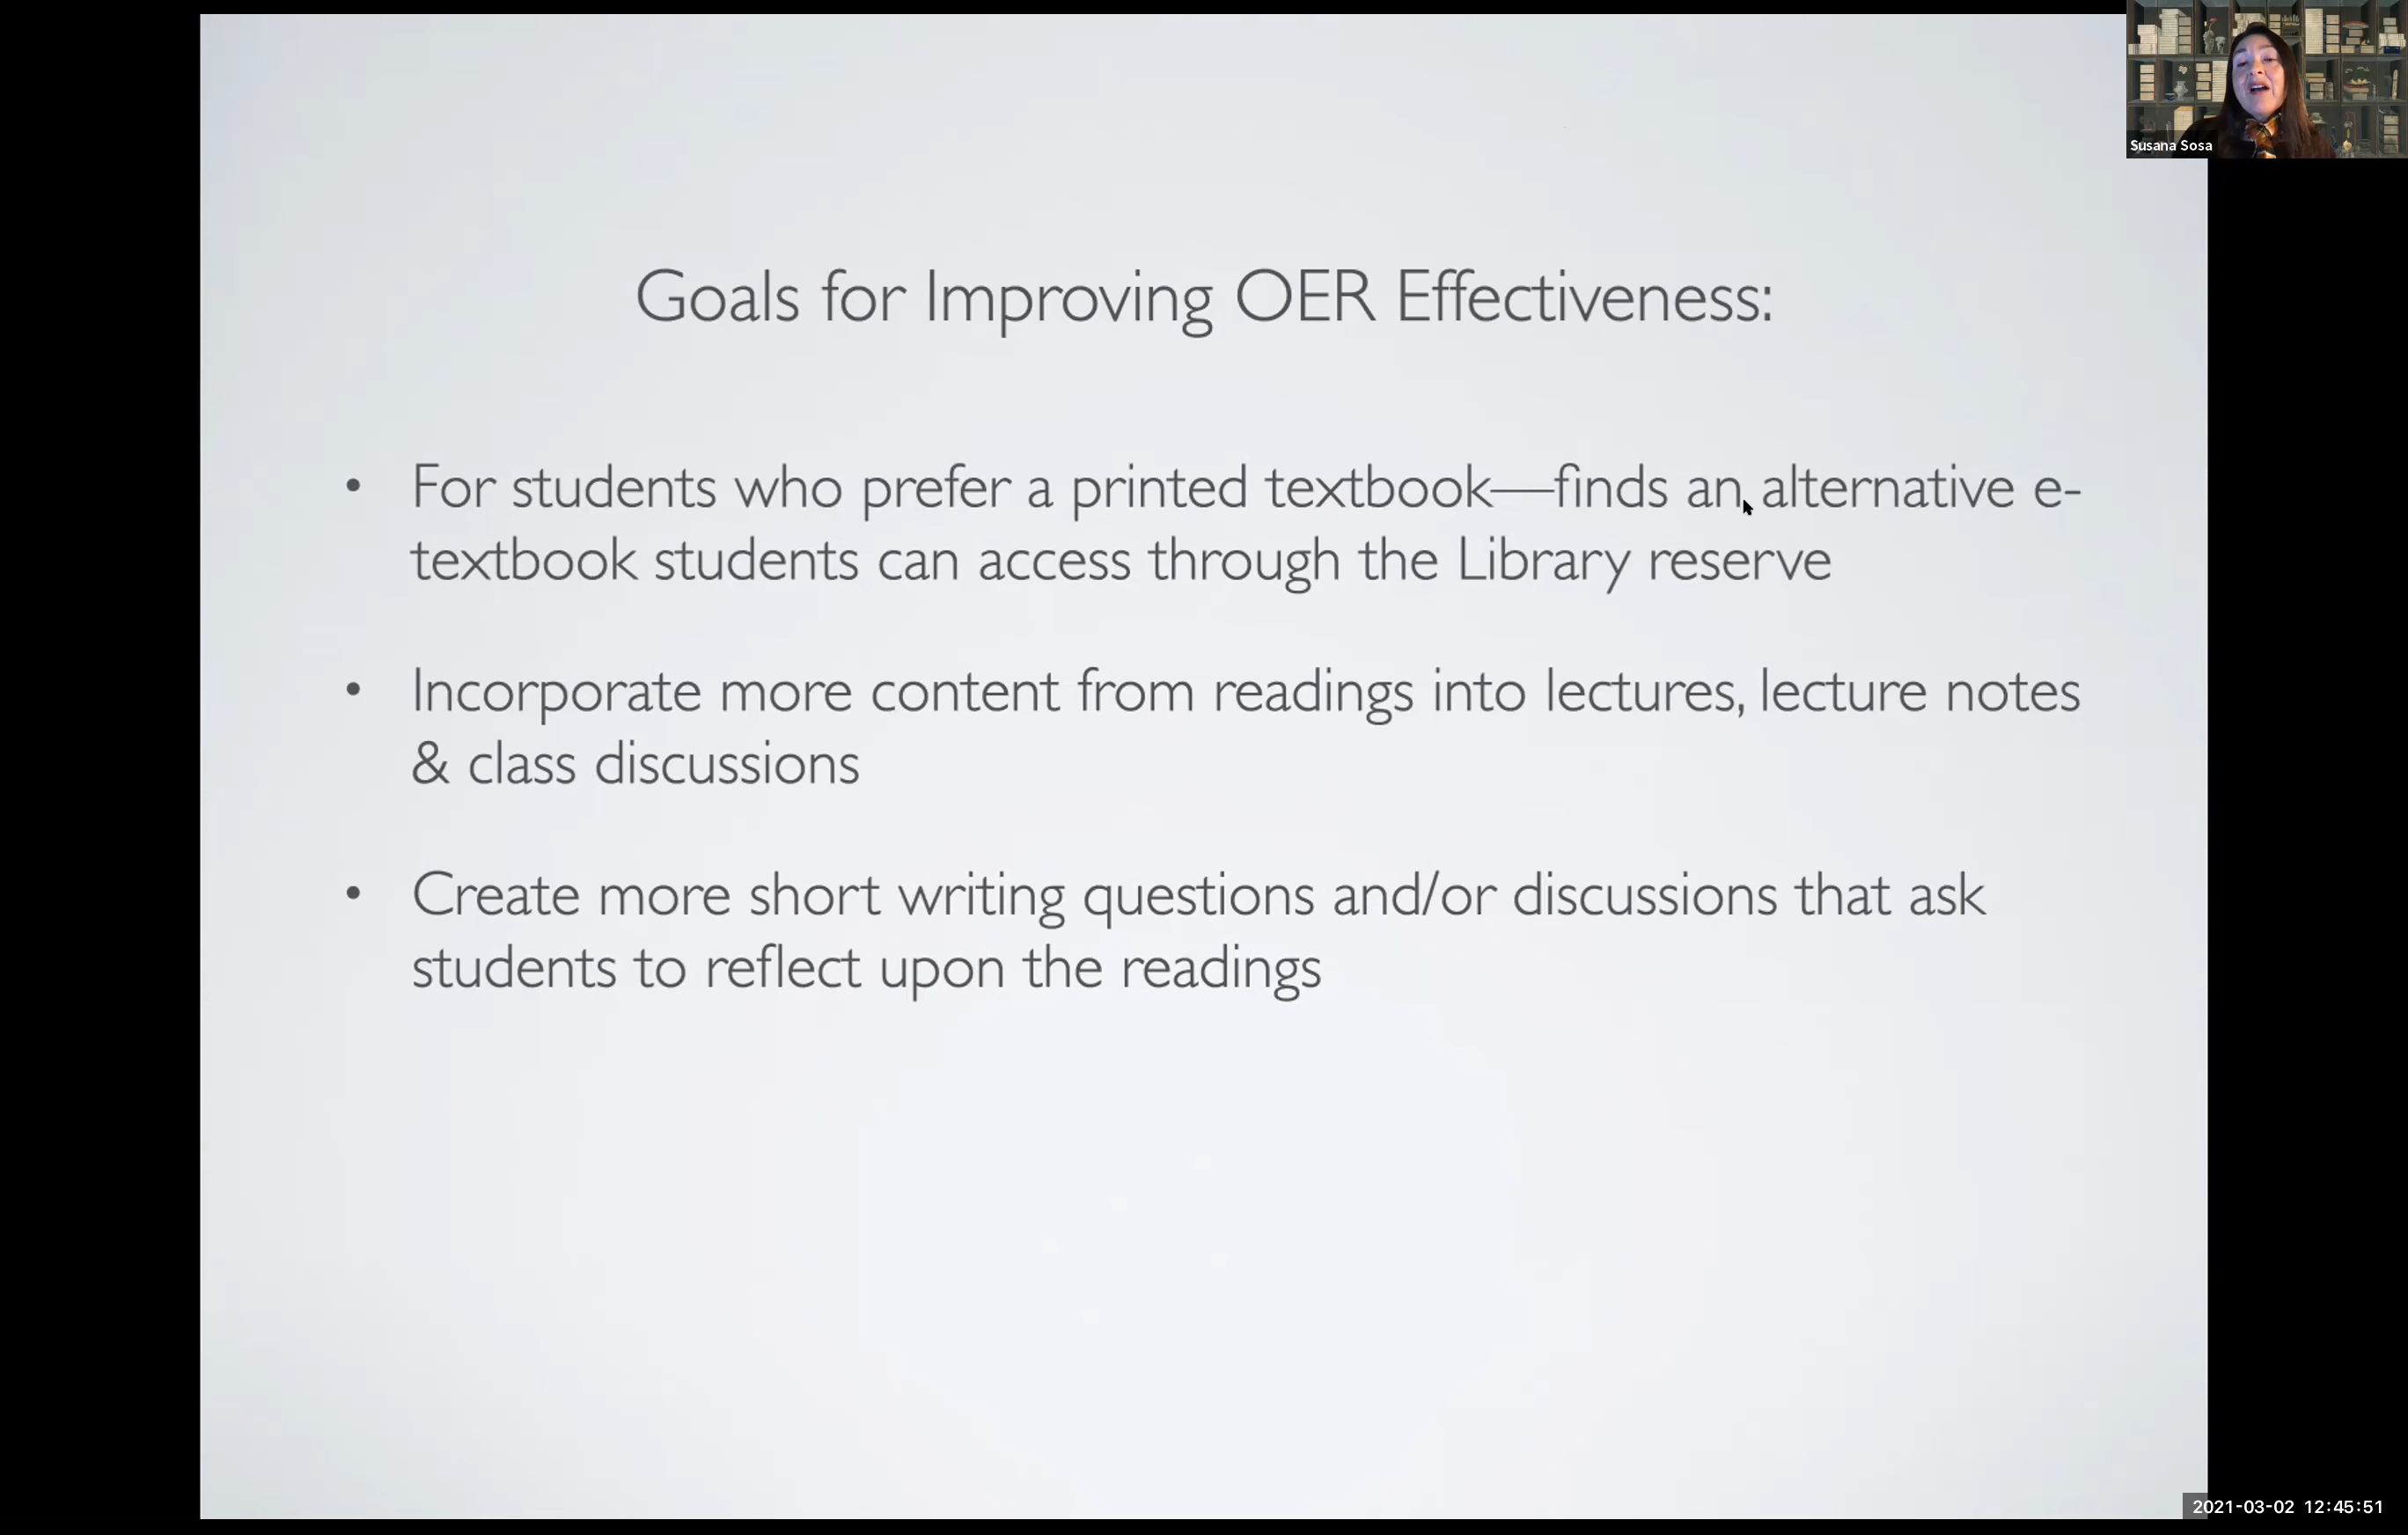 Susana Sosa
Goals for Improving OER Effectiveness:
• For students who prefer a printed textbook—finds an alternative e-
textbook students can access through the Library reserve
• Incorporate more content from readings into lectures, lecture notes
& class discussions
• Create more short writing questions and/or discussions that ask
students to reflect upon the readings
2021-03-02 12:45:51